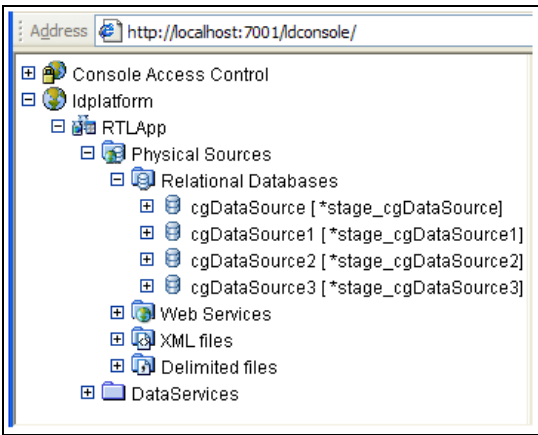 Address http://localhost:7001/ldconsole/
Console Access Control
ldplatform
RTLApp
Physical Sources
Relational Databases
cgDataSource [ *stage_cgDataSource]
cgDataSource1 [ *stage_cgDataSource1]
cgDataSource2 [ *stage_cgDataSource2]
cgDataSource3 [ *stage_cgDataSource3]
Web Services
XML files
Delimited files
DataServices